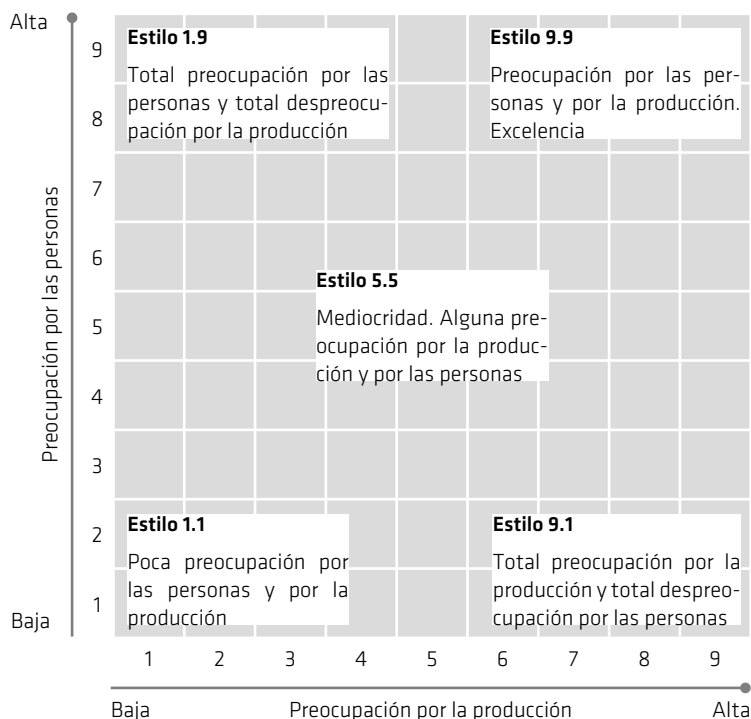 Alta
9
8
7
6
5
4
3
2
1
Baja
Preocupación por las personas
Estilo 1.9
Total preocupación por las
personas y total despreocu-
pación por la producción
Estilo 9.9
Preocupación por las per-
sonas y por la producción.
Excelencia
Estilo 5.5
Mediocridad. Alguna pre-
ocupación por la produc-
ción y por las personas
Estilo 1.1
Poca preocupación por
las personas y por la
producción
Estilo 9.1
Total preocupación por la
producción y total despreo-
cupación por las personas
1 2 3 4 5 6 7 8 9
Baja Preocupación por la producción Alta